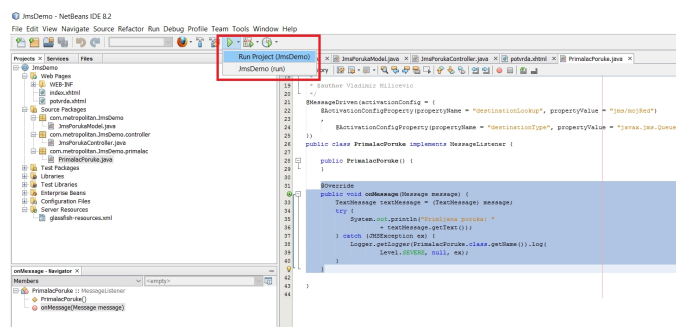 JmsDemo - NetBeans IDE 8.2
File Edit View Navigate Source Refactor Run Debug Profile Team Tools Window Help
Run Project (JmsDemo)
JmsDemo (run)
Projects × Services Files
JmsDemo
Web Pages
WEB-INF
index.xhtml
potvrda.xhtml
Source Packages
com.metropolitan.JmsDemo
JmsPorukaModel.java
com.metropolitan.JmsDemo.controller
JmsPorukaController.java
com.metropolitan.JmsDemo.primalac
PrimalacPoruke.java
Test Packages
Libraries
Test Libraries
Enterprise Beans
Configuration Files
Server Resources
glassfish-resources.xml
onMessage - Navigator ×
Members <empty>
PrimalacPoruke :: MessageListener
PrimalacPoruke()
onMessage(Message message)
× JmsPorukaModel.java × JmsPorukaController.java × potvrda.xhtml × PrimalacPoruke.java ×
18 *
19 * @author Vladimir Milicevic
20 */
21 @MessageDriven(activationConfig = {
22 @ActivationConfigProperty(propertyName = "destinationLookup", propertyValue = "jms/mojRed")
23 ,
24 @ActivationConfigProperty(propertyName = "destinationType", propertyValue = "javax.jms.Queue
25 })
26 public class PrimalacPoruke implements MessageListener {
27
28 public PrimalacPoruke() {
29 }
30
31 @Override
public void onMessage(Message message) {
33 TextMessage textMessage = (TextMessage) message;
34 try {
35 System.out.println("Primljena poruka: "
36 + textMessage.getText());
37 } catch (JMSException ex) {
38 Logger.getLogger(PrimalacPoruke.class.getName()).log(
39 Level.SEVERE, null, ex);
40 }
}
42
43 }
44